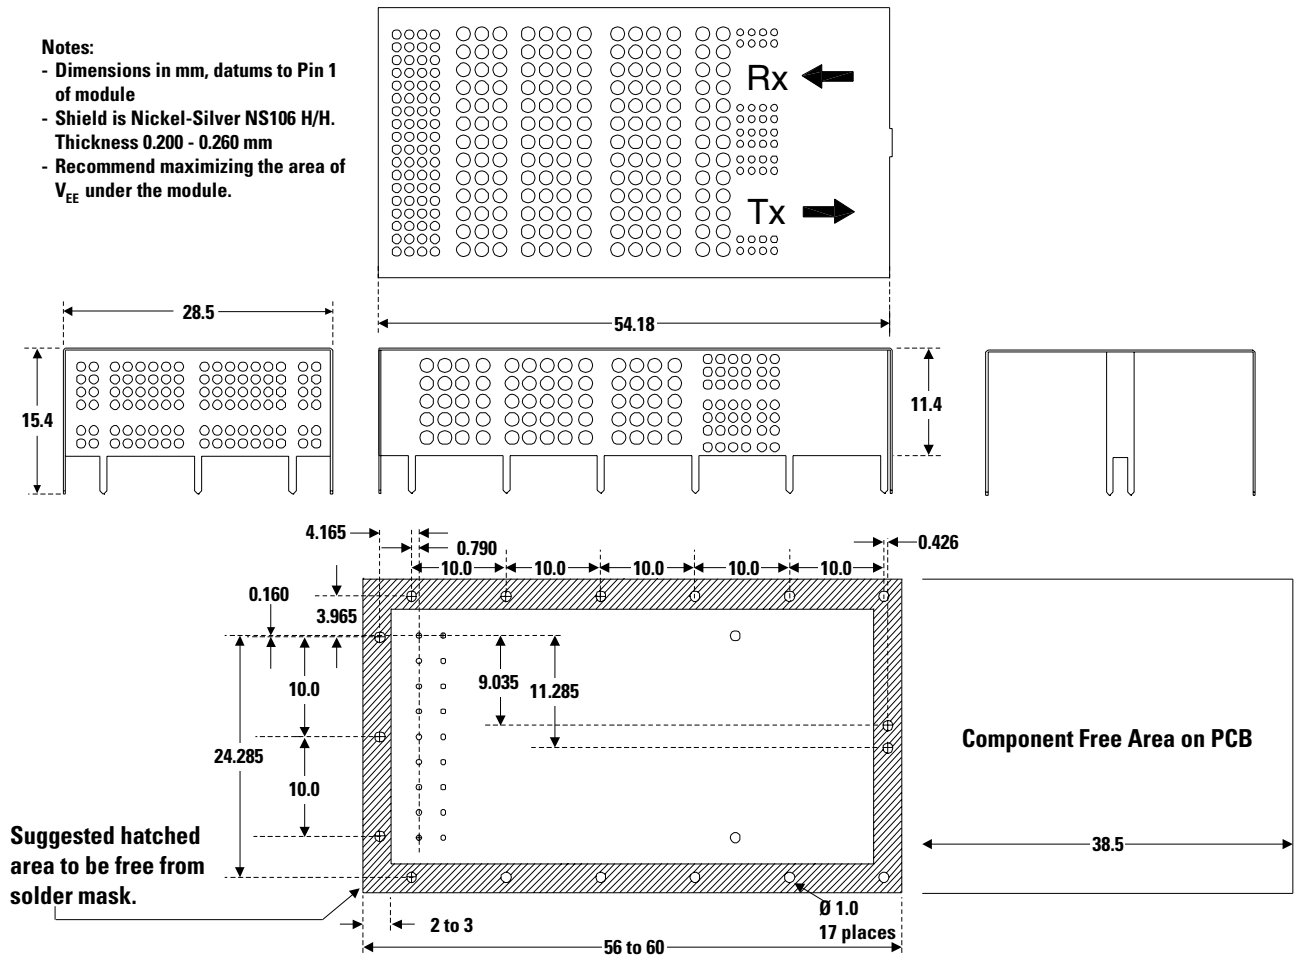 Notes:
- Dimensions in mm, datums to Pin 1
of module
- Shield is Nickel-Silver NS106 H/H.
Thickness 0.200 - 0.260 mm
- Recommend maximizing the area of
VEE under the module.
Rx
Tx
28.5
54.18
15.4
11.4
4.165
0.790
0.426
10.0
10.0
10.0
10.0
10.0
0.160
3.965
10.0
9.035
11.285
24.285
10.0
Component Free Area on PCB
Suggested hatched
area to be free from
solder mask.
38.5
2 to 3
Ø 1.0
17 places
56 to 60